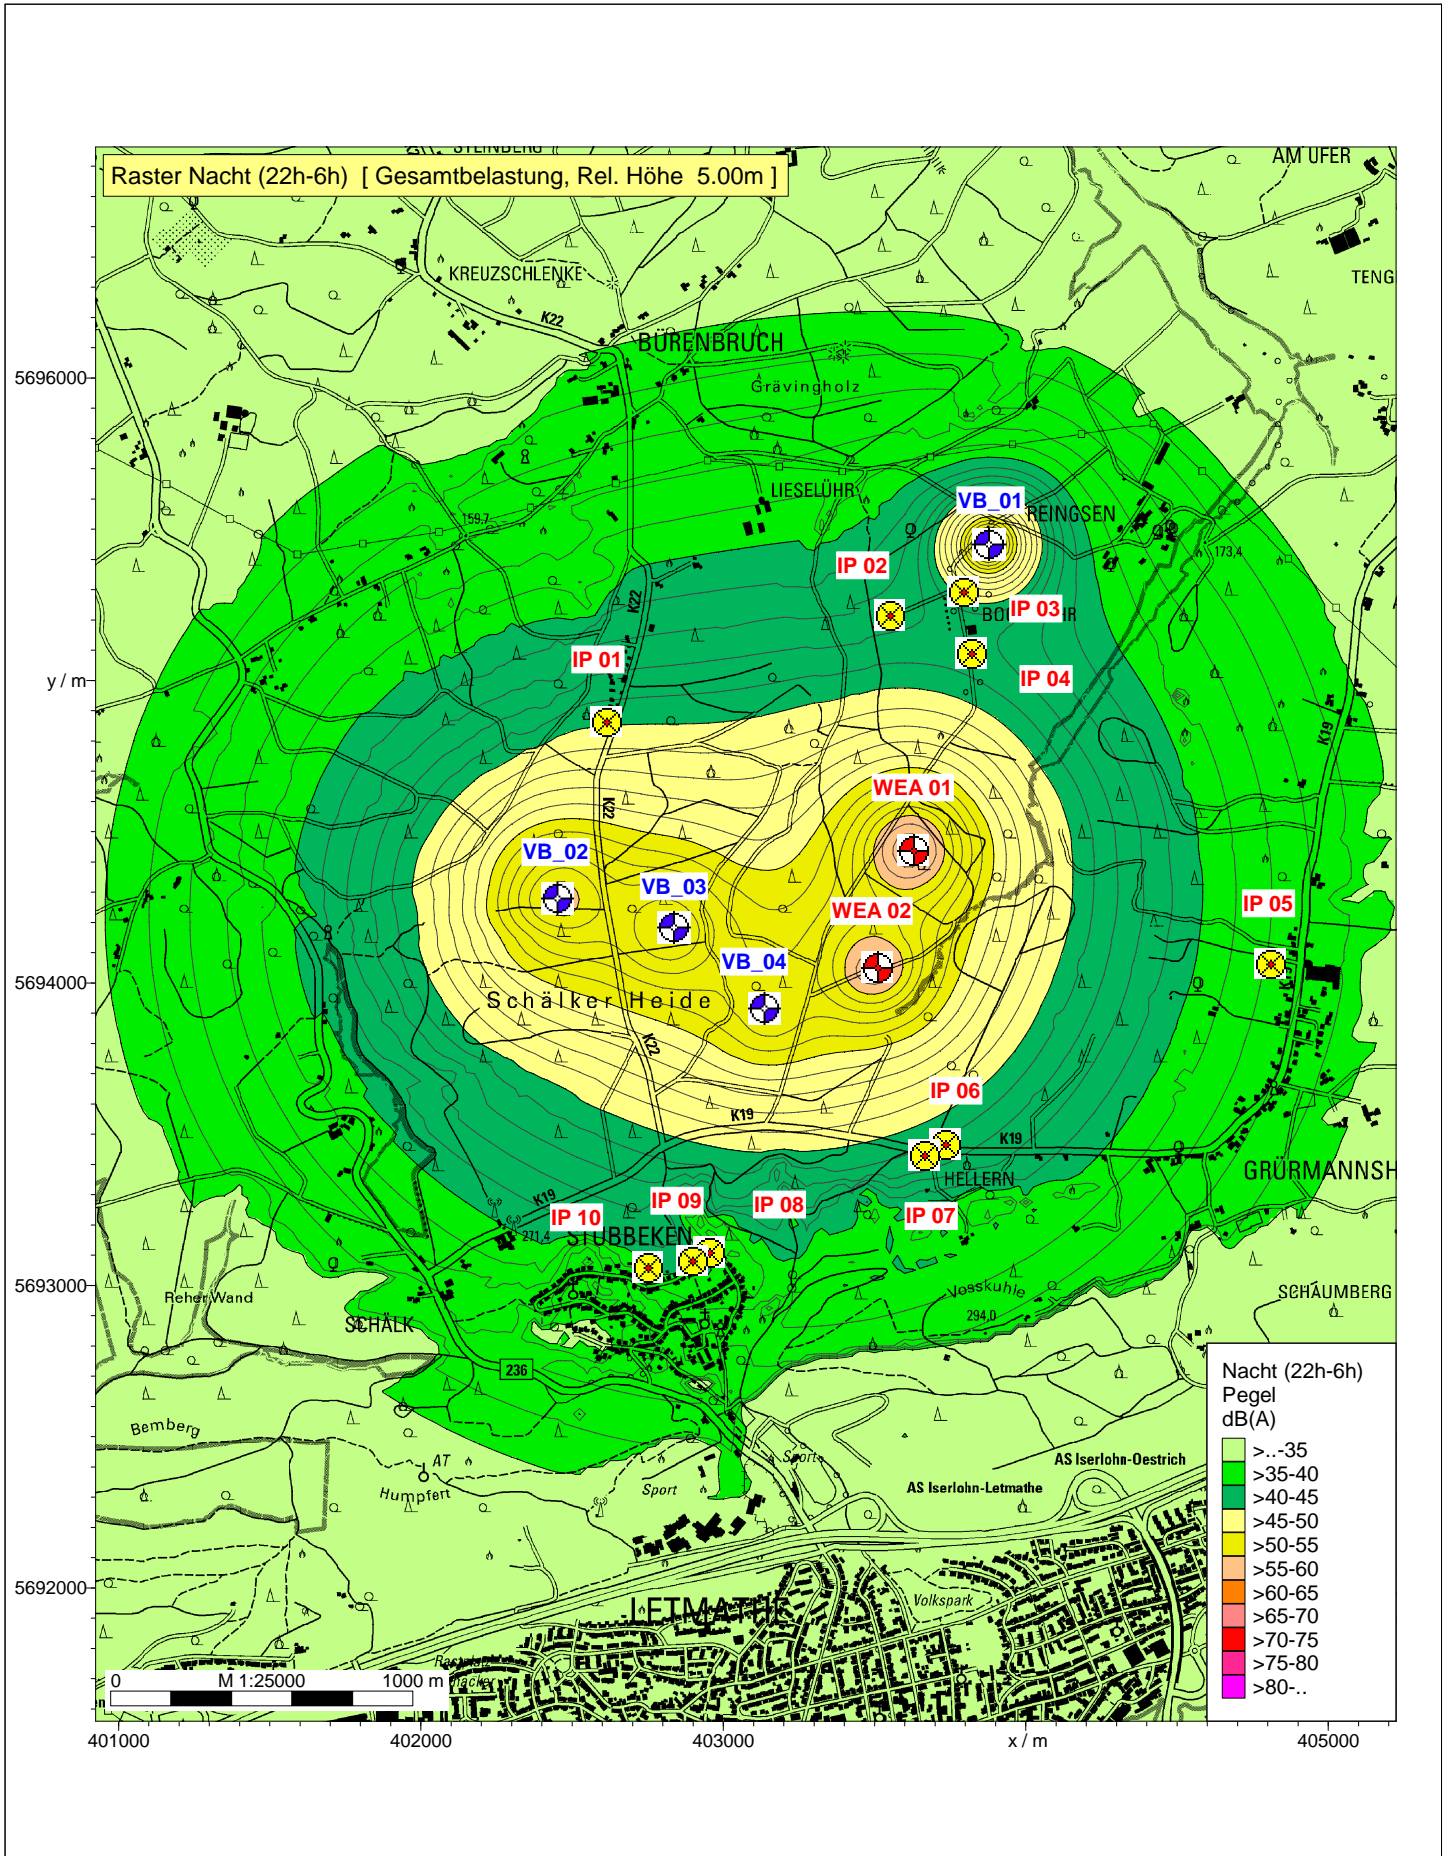 STEINBERG
AM UFER
Raster Nacht (22h-6h) [ Gesamtbelastung, Rel. Höhe 5.00m ]
KREUZSCHLENKE
TENG
K22
BÜRENBRUCH
5696000
Grävingholz
LIESELÜHR
VB_01
REINGSEN
159,7
173,4
IP 02
K22
IP 03
IP 01
y / m
IP 04
K19
WEA 01
K22
VB_02
VB_03
IP 05
WEA 02
VB_04
5694000
Schälker Heide
K22
IP 06
K19
K19
GRÜRMANNSH
HELLERN
K19
IP 09
IP 08
IP 10
IP 07
271,4
STÜBBEKEN
5693000
Reher Wand
Vosskuhle
SCHÄUMBERG
SCHÄLK
294,0
236
Nacht (22h-6h)
Pegel
dB(A)
>..-35
>35-40
>40-45
>45-50
>50-55
>55-60
>60-65
>65-70
>70-75
>75-80
>80-..
Bemberg
AT
Sport
AS Iserlohn-Oestrich
Humpfert
Sport
AS Iserlohn-Letmathe
5692000
LETMATHE
Volkspark
0 M 1:25000 1000 m
401000 402000 403000 x / m 405000